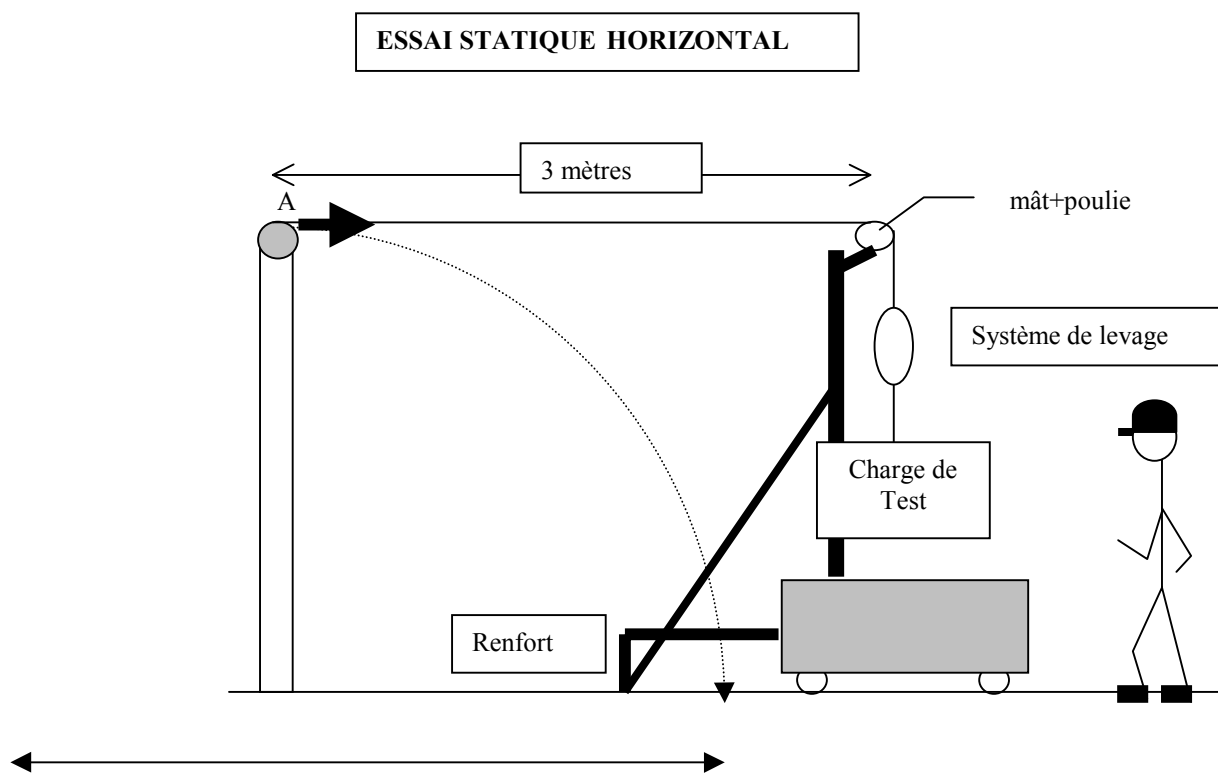 ESSAI STATIQUE HORIZONTAL
3 mètres
A
mât+poulie
Système de levage
Charge de
Test
Renfort